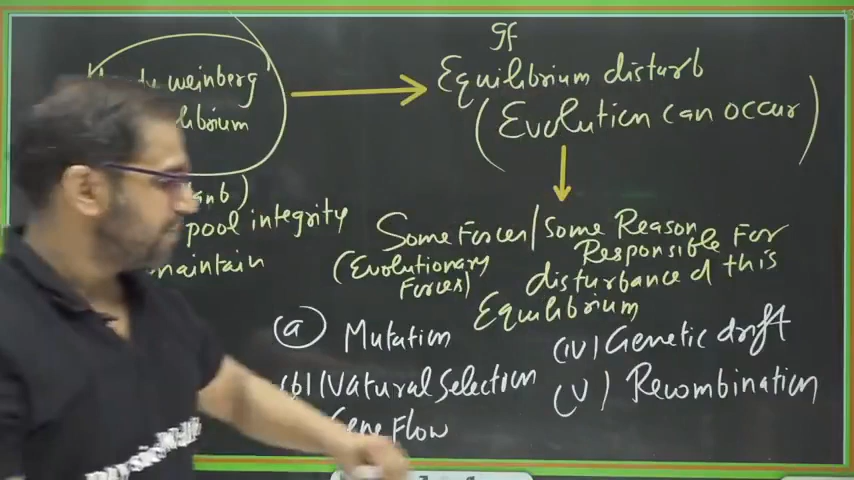 weinberg
If
Equilibrium disturb
(Evolution can occur)
pool integrity
maintain
Some Forces/Some Reason
Responsible For
(Evolutionary
Forces)
disturbance of this
Equilibrium
(a) Mutation
(b) Natural Selection
Gene Flow
(iv) Genetic drift
(v) Recombination